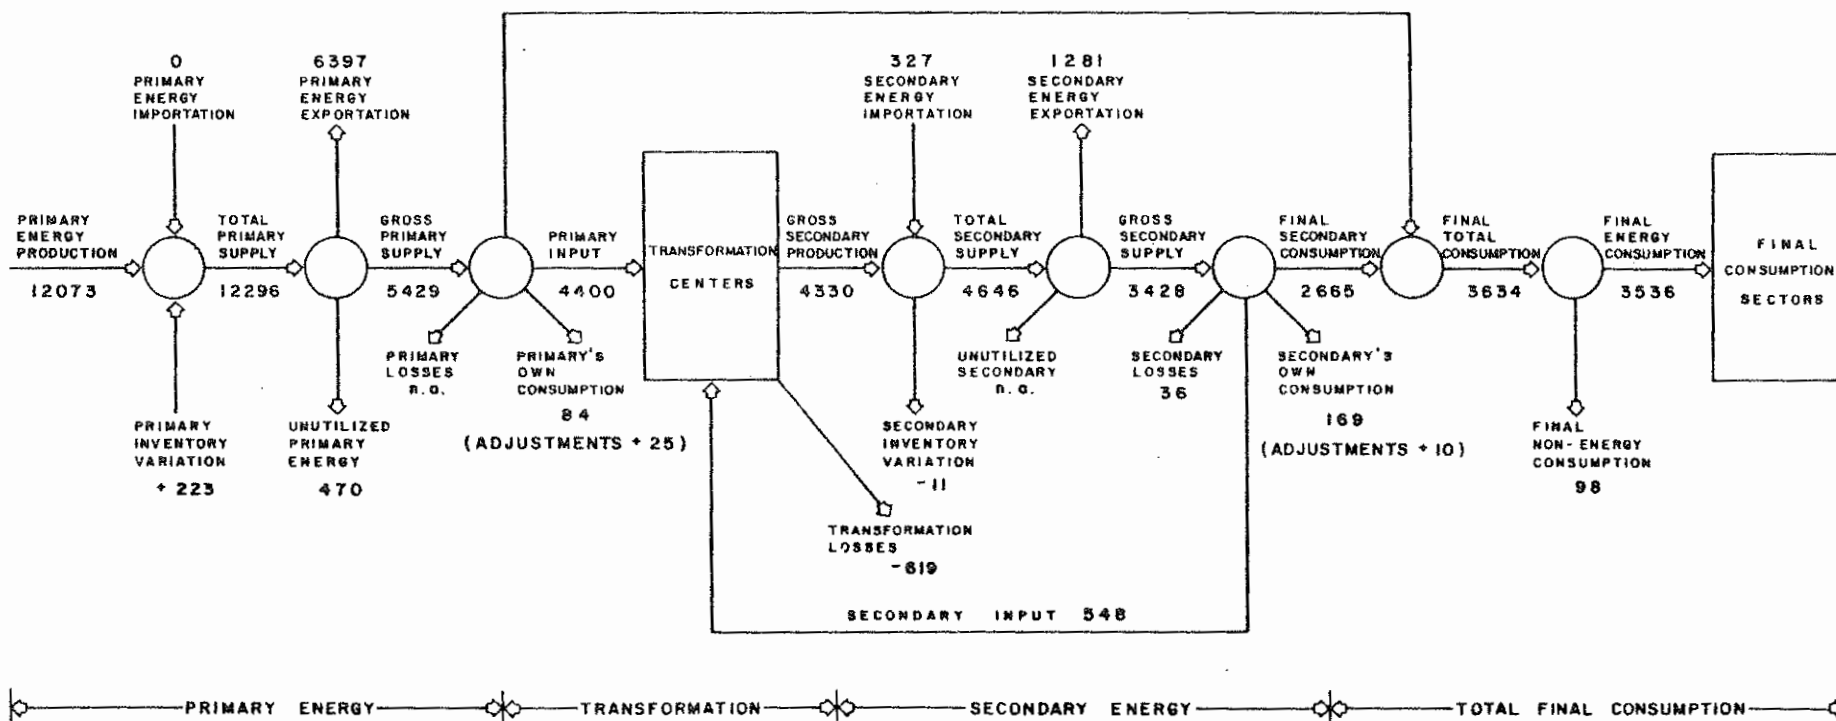 0
PRIMARY
ENERGY
IMPORTATION
6397
PRIMARY
ENERGY
EXPORTATION
327
SECONDARY
ENERGY
IMPORTATION
1281
SECONDARY
ENERGY
EXPORTATION
PRIMARY
ENERGY
PRODUCTION
12073
TOTAL
PRIMARY
SUPPLY
12296
GROSS
PRIMARY
SUPPLY
5429
PRIMARY
INPUT
4400
TRANSFORMATION
CENTERS
GROSS
SECONDARY
PRODUCTION
4330
TOTAL
SECONDARY
SUPPLY
4646
GROSS
SECONDARY
SUPPLY
3428
FINAL
SECONDARY
CONSUMPTION
2665
FINAL
TOTAL
CONSUMPTION
3634
FINAL
ENERGY
CONSUMPTION
3536
FINAL
CONSUMPTION
SECTORS
PRIMARY
INVENTORY
VARIATION
+ 223
UNUTILIZED
PRIMARY
ENERGY
470
PRIMARY
LOSSES
n.a.
PRIMARY'S
OWN
CONSUMPTION
84
(ADJUSTMENTS + 25)
SECONDARY
INVENTORY
VARIATION
-11
UNUTILIZED
SECONDARY
n.a.
SECONDARY
LOSSES
36
SECONDARY'S
OWN
CONSUMPTION
169
(ADJUSTMENTS + 10)
FINAL
NON-ENERGY
CONSUMPTION
98
TRANSFORMATION
LOSSES
-619
SECONDARY INPUT 548
PRIMARY ENERGY
TRANSFORMATION
SECONDARY ENERGY
TOTAL FINAL CONSUMPTION